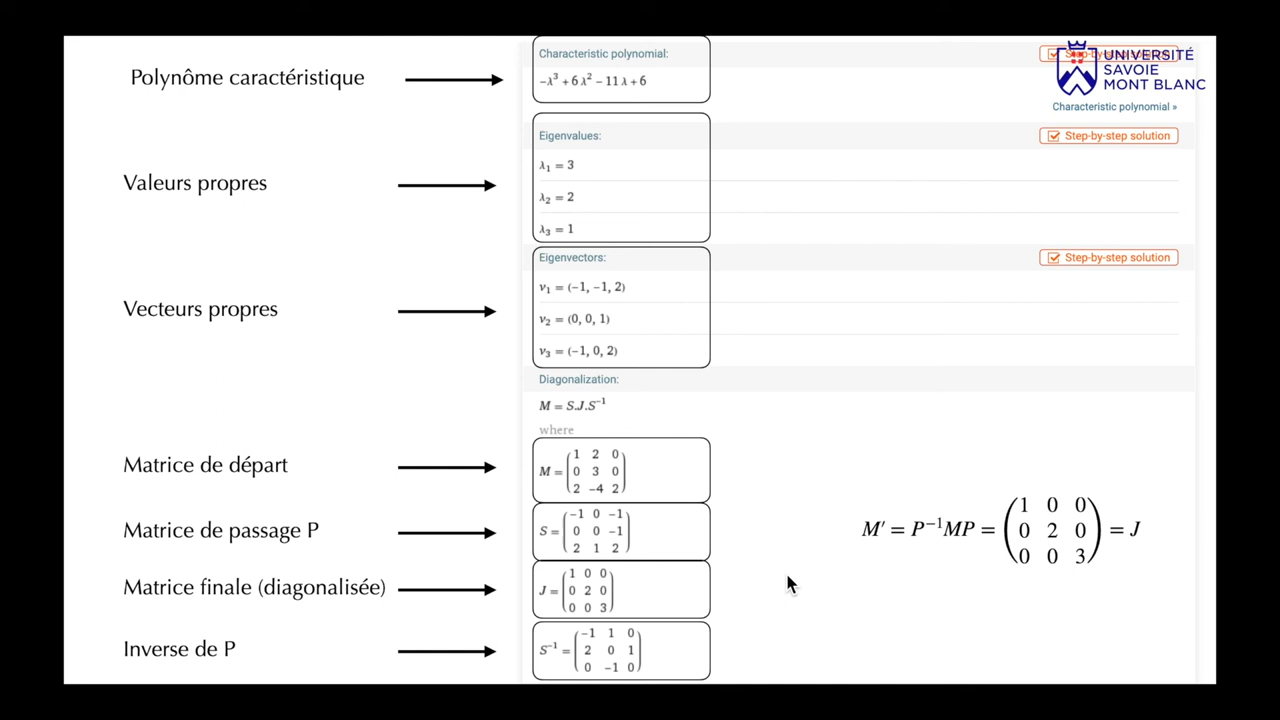 Polynôme caractéristique
Characteristic polynomial:
−λ³ + 6 λ² − 11 λ + 6
UNIVERSITÉ
SAVOIE
MONT BLANC
Characteristic polynomial »
Valeurs propres
Eigenvalues:
Step-by-step solution
λ₁ = 3
λ₂ = 2
λ₃ = 1
Vecteurs propres
Eigenvectors:
Step-by-step solution
v₁ = (−1, −1, 2)
v₂ = (0, 0, 1)
v₃ = (−1, 0, 2)
Diagonalization:
M = S.J.S⁻¹
where
Matrice de départ
M = (1 2 0
0 3 0
2 −4 2)
Matrice de passage P
S = (−1 0 −1
0 0 −1
2 1 2)
Matrice finale (diagonalisée)
J = (1 0 0
0 2 0
0 0 3)
Inverse de P
S⁻¹ = (−1 1 0
2 0 1
0 −1 0)
M′ = P⁻¹MP = (1 0 0
0 2 0
0 0 3) = J